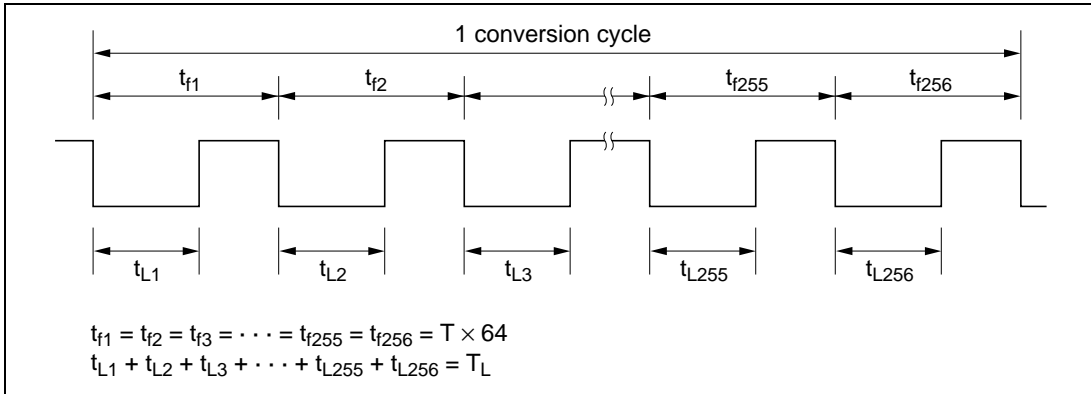 1 conversion cycle
tf1 tf2 tf255 tf256
tL1 tL2 tL3 tL255 tL256
tf1 = tf2 = tf3 = · · · = tf255 = tf256 = T × 64
tL1 + tL2 + tL3 + · · · + tL255 + tL256 = TL